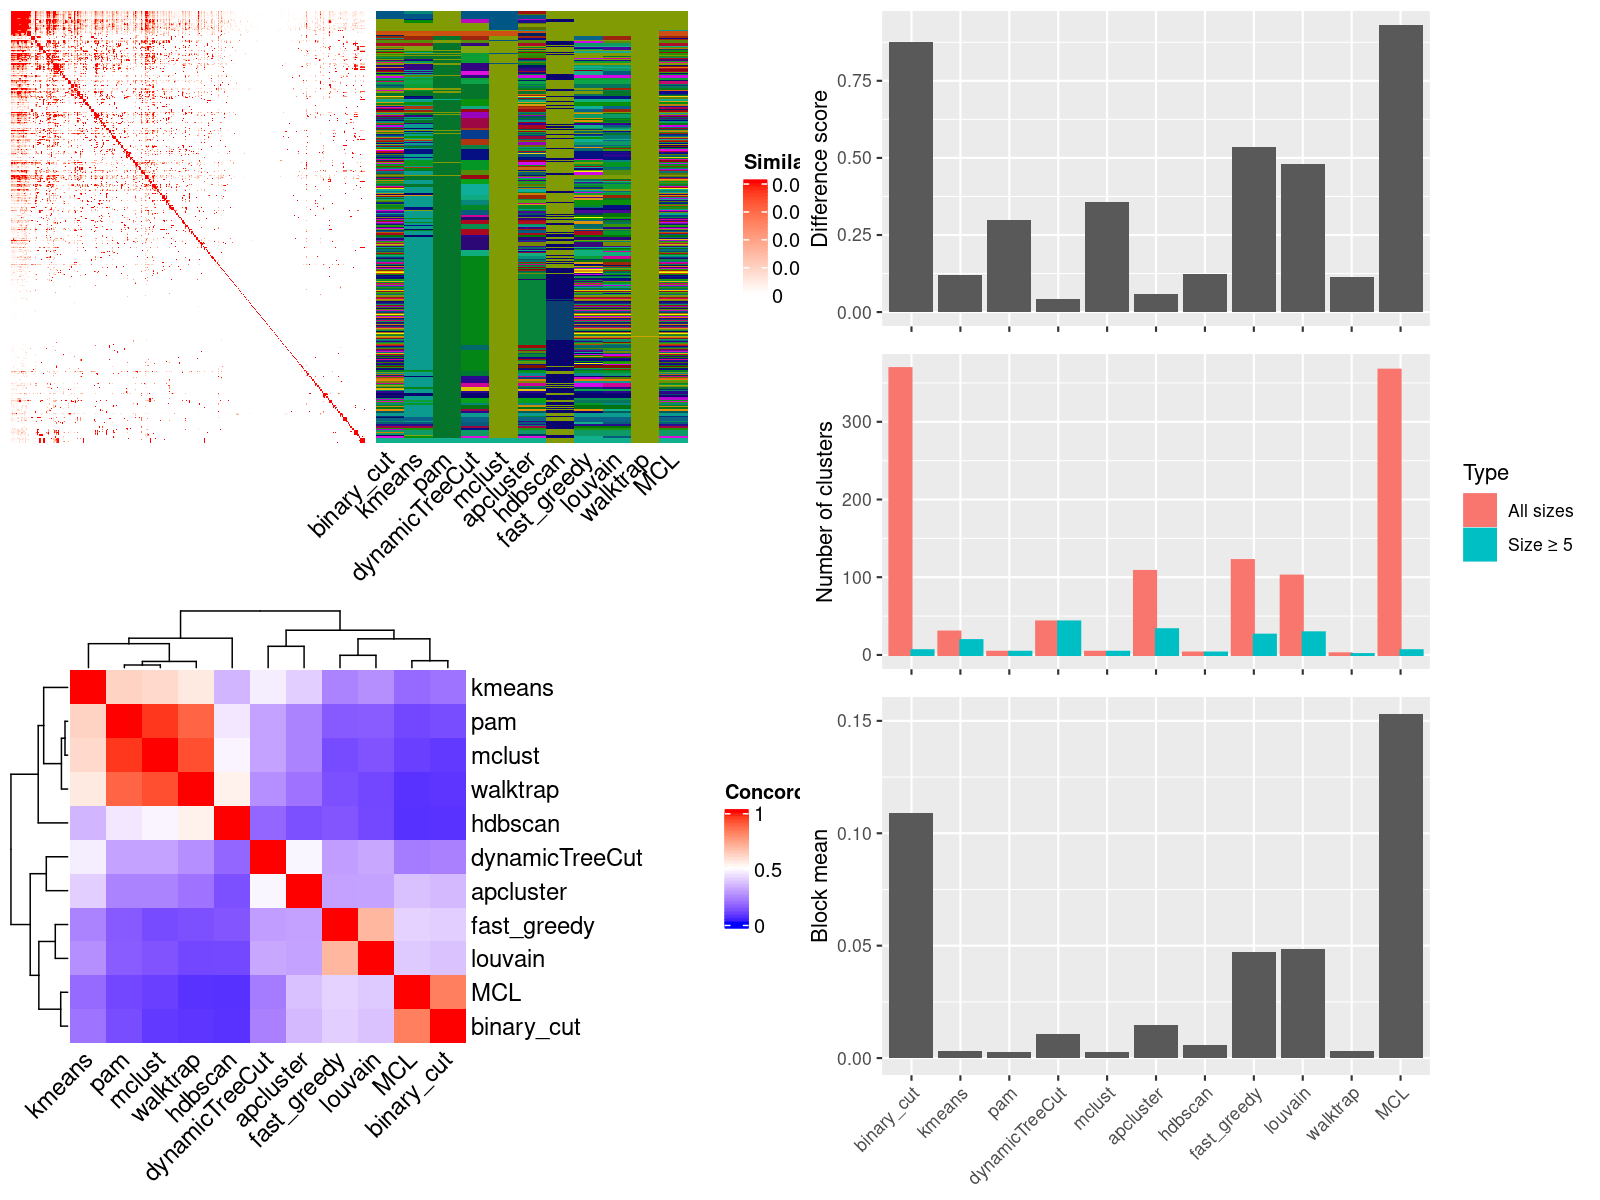 Simila
0.0
0.0
0.0
0.0
0
binary_cut
kmeans
pam
dynamicTreeCut
mclust
apcluster
hdbscan
fast_greedy
louvain
walktrap
MCL
kmeans
pam
mclust
walktrap
hdbscan
dynamicTreeCut
apcluster
fast_greedy
louvain
MCL
binary_cut
kmeans
pam
mclust
walktrap
hdbscan
dynamicTreeCut
apcluster
fast_greedy
louvain
MCL
binary_cut
Concord
1
0.5
0
Difference score
0.75
0.50
0.25
0.00
Number of clusters
300
200
100
0
Type
All sizes
Size ≥ 5
Block mean
0.15
0.10
0.05
0.00
binary_cut
kmeans
pam
dynamicTreeCut
mclust
apcluster
hdbscan
fast_greedy
louvain
walktrap
MCL